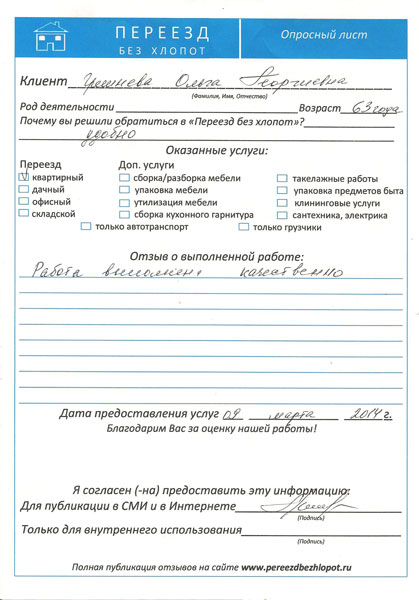 ПЕРЕЕЗД
БЕЗ ХЛОПОТ
Опросный лист
Клиент Ольга Георгиевна
(Фамилия, Имя, Отчество)
Род деятельности Возраст 63 года
Почему вы решили обратиться в «Переезд без хлопот»?
удобно
Оказанные услуги:
Переезд Доп. услуги
квартирный сборка/разборка мебели такелажные работы
дачный упаковка мебели упаковка предметов быта
офисный утилизация мебели клининговые услуги
складской сборка кухонного гарнитура сантехника, электрика
только автотранспорт только грузчики
Отзыв о выполненной работе:
Работа выполнена качественно
Дата предоставления услуг 09 марта 2014 г.
Благодарим Вас за оценку нашей работы!
Я согласен (-на) предоставить эту информацию:
Для публикации в СМИ и в Интернете
(Подпись)
Только для внутреннего использования
(Подпись)
Полная публикация отзывов на сайте www.pereezdbezhlopot.ru